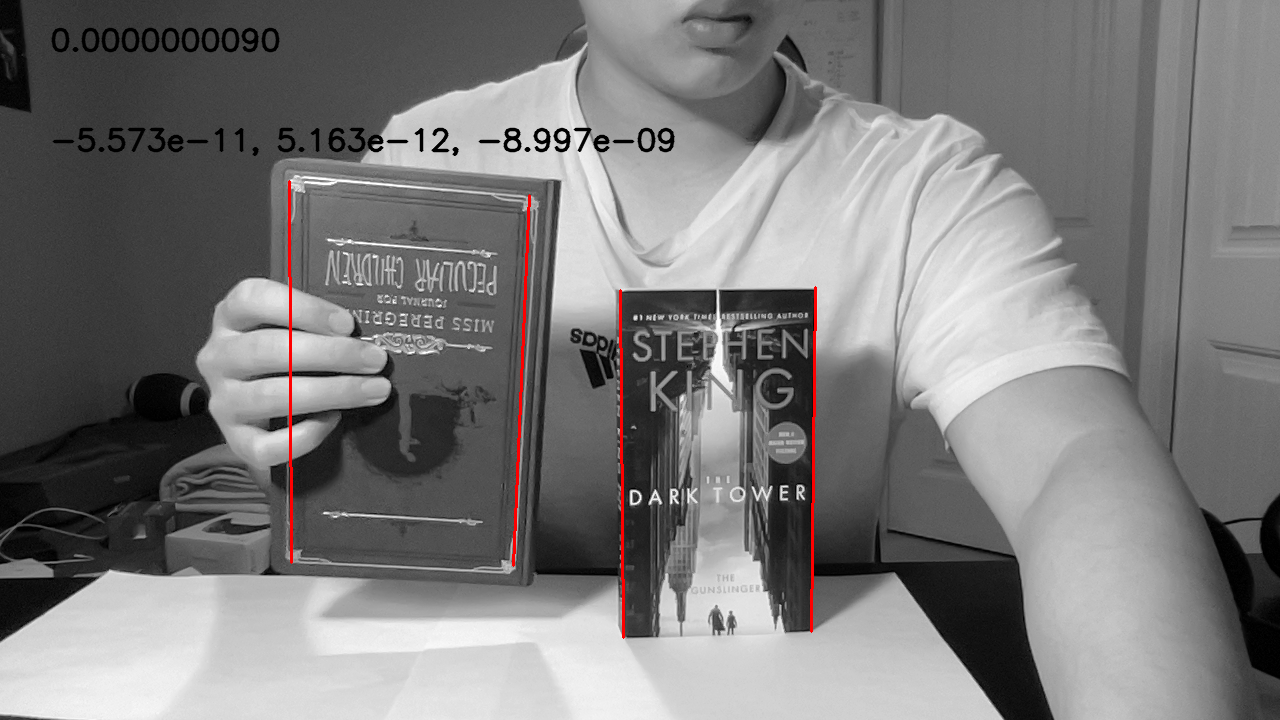 0.0000000090
−5.573e−11, 5.163e−12, −8.997e−09
PECULIAR CHILDREN
JOURNAL FOR
MISS PEREGRIN
adidas
#1 NEW YORK TIMES BESTSELLING AUTHOR
STEPHEN
KING
THE
DARK TOWER
THE
GUNSLINGER